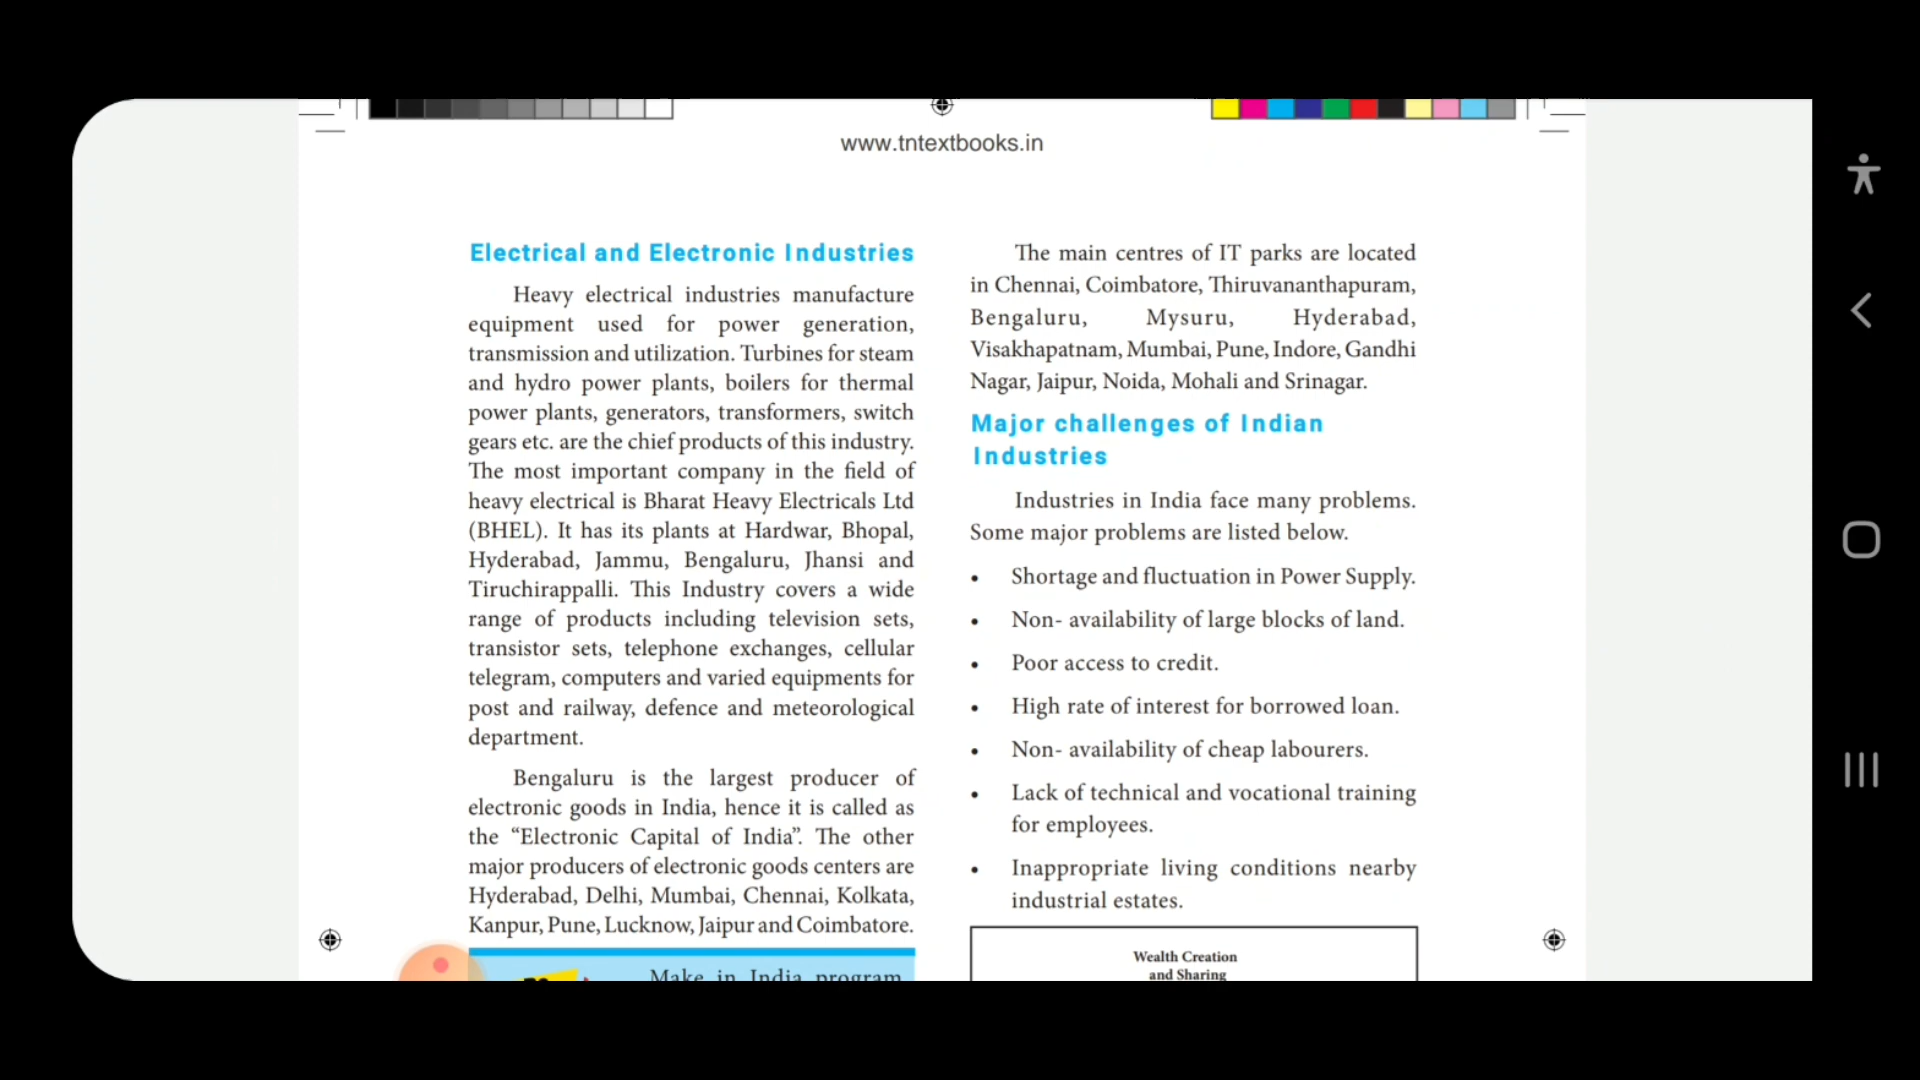 www.tntextbooks.in
Electrical and Electronic Industries
Heavy electrical industries manufacture
equipment used for power generation,
transmission and utilization. Turbines for steam
and hydro power plants, boilers for thermal
power plants, generators, transformers, switch
gears etc. are the chief products of this industry.
The most important company in the field of
heavy electrical is Bharat Heavy Electricals Ltd
(BHEL). It has its plants at Hardwar, Bhopal,
Hyderabad, Jammu, Bengaluru, Jhansi and
Tiruchirappalli. This Industry covers a wide
range of products including television sets,
transistor sets, telephone exchanges, cellular
telegram, computers and varied equipments for
post and railway, defence and meteorological
department.
Bengaluru is the largest producer of
electronic goods in India, hence it is called as
the “Electronic Capital of India”. The other
major producers of electronic goods centers are
Hyderabad, Delhi, Mumbai, Chennai, Kolkata,
Kanpur, Pune, Lucknow, Jaipur and Coimbatore.
Make in India program
The main centres of IT parks are located
in Chennai, Coimbatore, Thiruvananthapuram,
Bengaluru, Mysuru, Hyderabad,
Visakhapatnam, Mumbai, Pune, Indore, Gandhi
Nagar, Jaipur, Noida, Mohali and Srinagar.
Major challenges of Indian
Industries
Industries in India face many problems.
Some major problems are listed below.
• Shortage and fluctuation in Power Supply.
• Non- availability of large blocks of land.
• Poor access to credit.
• High rate of interest for borrowed loan.
• Non- availability of cheap labourers.
• Lack of technical and vocational training
for employees.
• Inappropriate living conditions nearby
industrial estates.
Wealth Creation
and Sharing